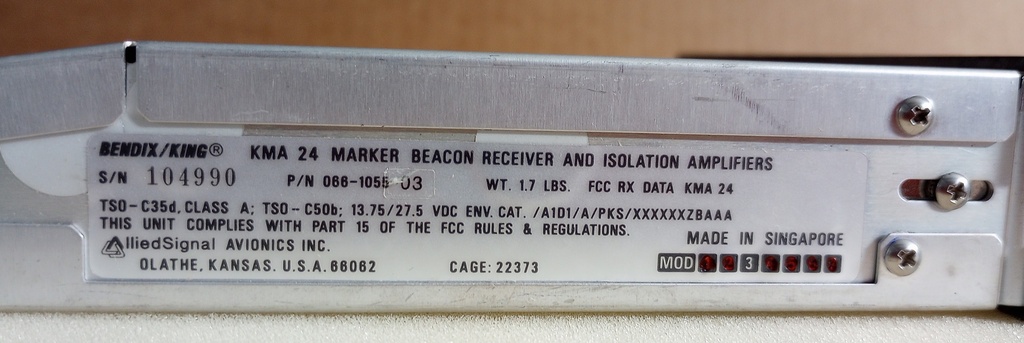 BENDIX/KING® KMA 24 MARKER BEACON RECEIVER AND ISOLATION AMPLIFIERS
S/N 104990 P/N 066-1055 03 WT. 1.7 LBS. FCC RX DATA KMA 24
TSO-C35d, CLASS A; TSO-C50b; 13.75/27.5 VDC ENV. CAT. /A1D1/A/PKS/XXXXXXZBAAA
THIS UNIT COMPLIES WITH PART 15 OF THE FCC RULES & REGULATIONS.
AlliedSignal AVIONICS INC. MADE IN SINGAPORE
OLATHE, KANSAS. U.S.A. 66062 CAGE: 22373 MOD 3